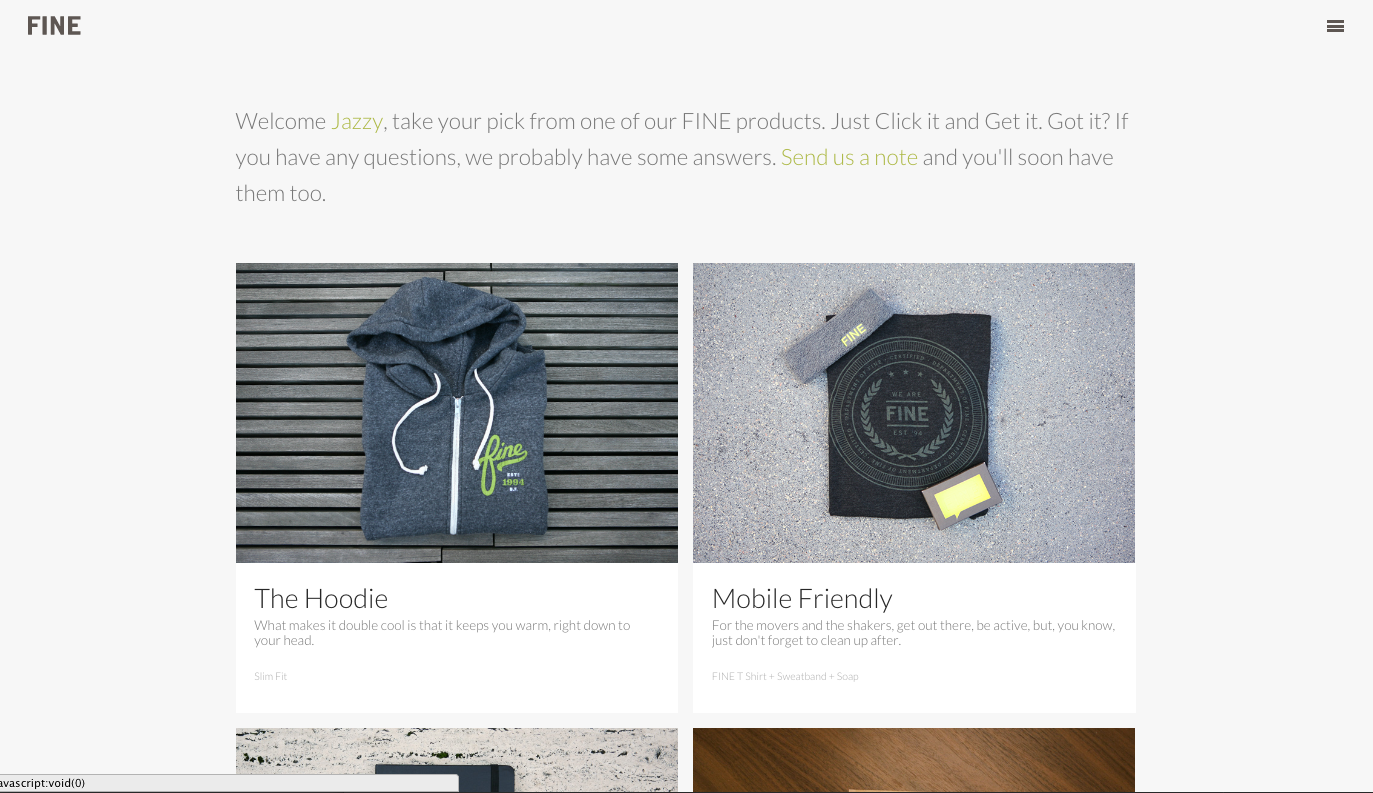 FINE
Welcome Jazzy, take your pick from one of our FINE products. Just Click it and Get it. Got it? If
you have any questions, we probably have some answers. Send us a note and you'll soon have
them too.
fine
EST:
1994
FINE
WE ARE
FINE
EST '94
The Hoodie
What makes it double cool is that it keeps you warm, right down to
your head.
Slim Fit
Mobile Friendly
For the movers and the shakers, get out there, be active, but, you know,
just don't forget to clean up after.
FINE T Shirt + Sweatband + Soap
avascript:void(0)